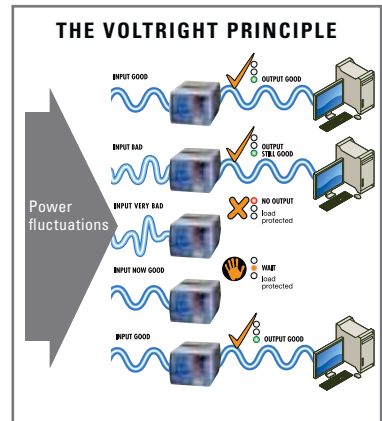 THE VOLTRIGHT PRINCIPLE
INPUT GOOD
OUTPUT GOOD
INPUT BAD
OUTPUT
STILL GOOD
Power
fluctuations
INPUT VERY BAD
NO OUTPUT
load
protected
INPUT NOW GOOD
WAIT
load
protected
INPUT GOOD
OUTPUT GOOD